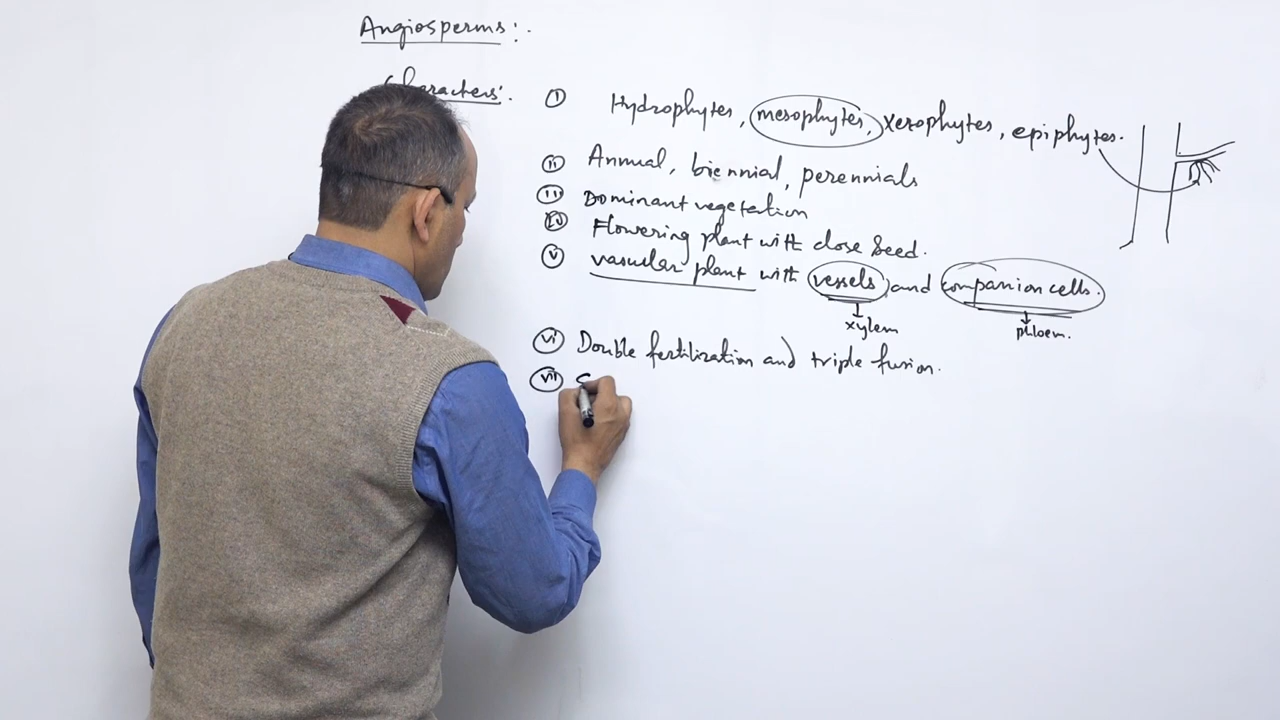 Angiosperms:-
Characters:
(i) Hydrophytes, mesophytes, xerophytes, epiphytes.
(ii) Annual, biennial, perennials
(iii) Dominant vegetation
(iv) Flowering plant with close seed.
(v) vascular plant with vessels, and companion cells.
xylem phloem.
(vi) Double fertilization and triple fusion.
(vii)